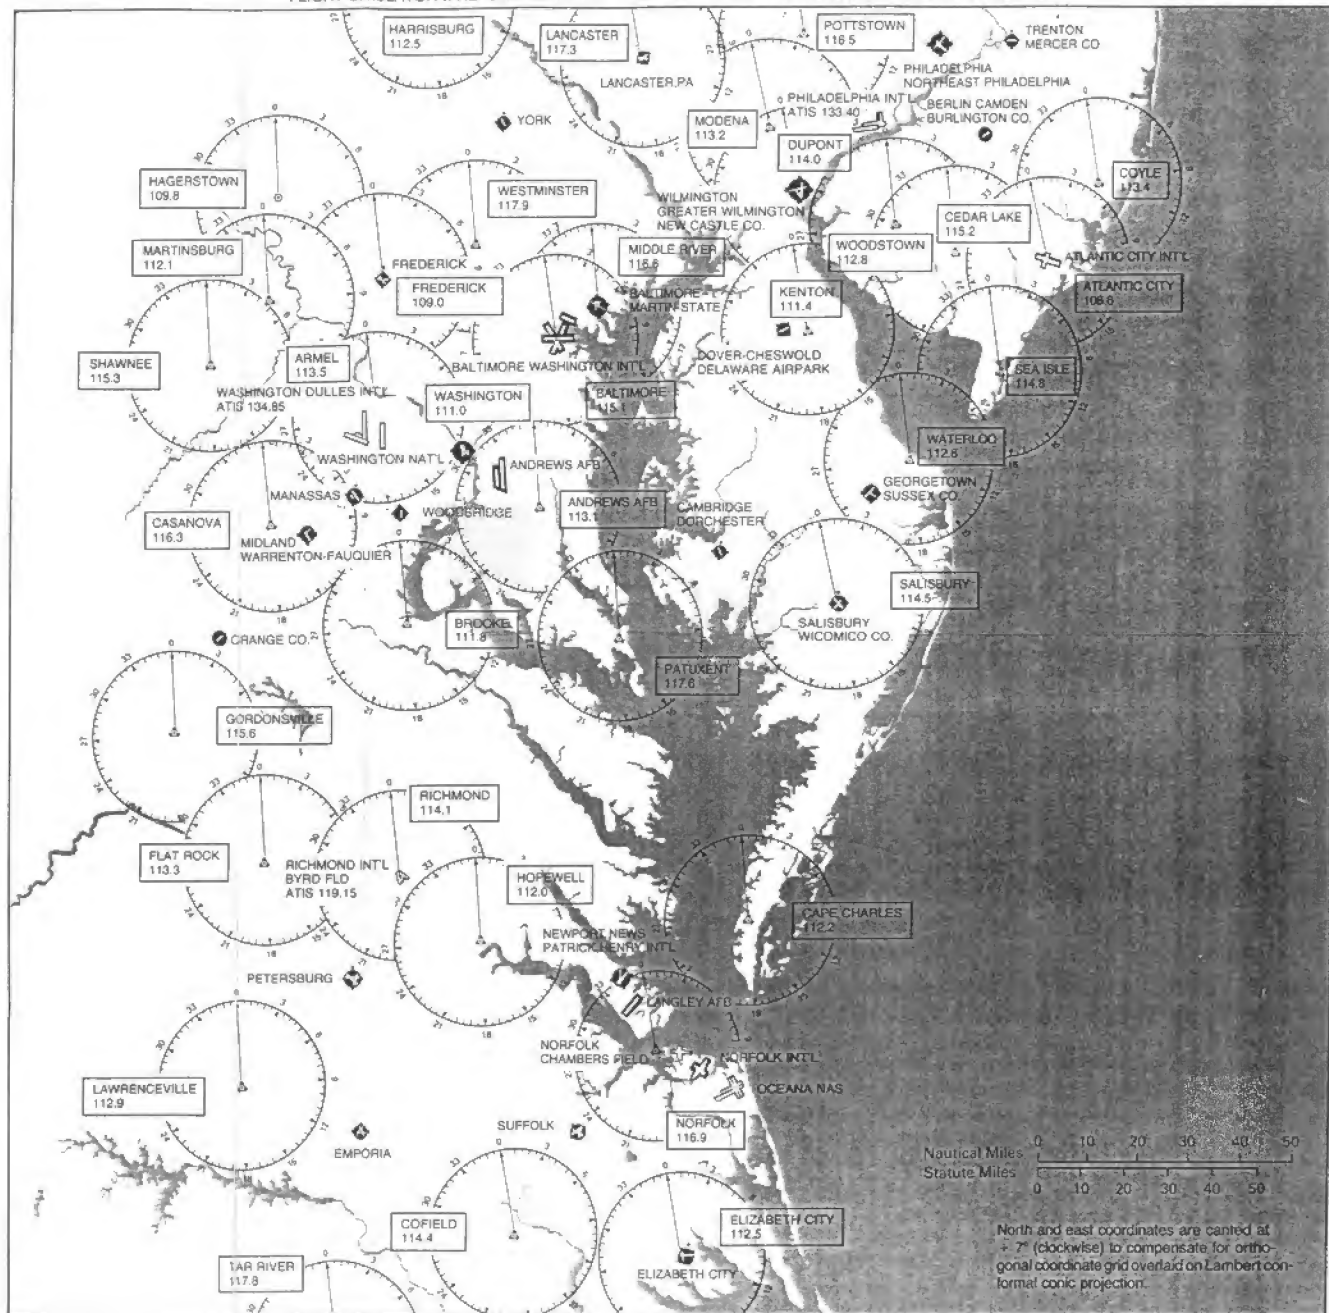 HARRISBURG
112.5
LANCASTER
117.3
LANCASTER, PA
POTTSTOWN
116.5
TRENTON
MERCER CO
PHILADELPHIA
NORTHEAST PHILADELPHIA
PHILADELPHIA INT'L
ATIS 133.40
BERLIN CAMDEN
BURLINGTON CO.
YORK
MODENA
113.2
DUPONT
114.0
COYLE
113.4
HAGERSTOWN
109.8
WESTMINSTER
117.9
WILMINGTON
GREATER WILMINGTON
NEW CASTLE CO.
CEDAR LAKE
115.2
WOODSTOWN
112.8
MARTINSBURG
112.1
MIDDLE RIVER
FREDERICK
FREDERICK
109.0
ATLANTIC CITY INT'L
ATLANTIC CITY
KENTON
111.4
BALTIMORE
MARTIN-STATE
DOVER-CHESWOLD
DELAWARE AIRPARK
SHAWNEE
115.3
ARMEL
113.5
BALTIMORE WASHINGTON INT'L
SEA ISLE
114.8
WASHINGTON DULLES INT'L
ATIS 134.85
WASHINGTON
111.0
BALTIMORE
115.1
WASHINGTON NAT'L
ANDREWS AFB
WATERLOO
112.6
MANASSAS
ANDREWS AFB
113.1
GEORGETOWN
SUSSEX CO.
CASANOVA
116.3
WOODBRIDGE
CAMBRIDGE
DORCHESTER
MIDLAND
WARRENTON-FAUQUIER
SALISBURY
114.5
SALISBURY
WICOMICO CO.
ORANGE CO.
BROOKE
111.8
PATUXENT
117.6
GORDONSVILLE
115.6
RICHMOND
114.1
FLAT ROCK
113.3
RICHMOND INT'L
BYRD FLD
ATIS 119.15
HOPEWELL
112.0
CAPE CHARLES
112.2
NEWPORT NEWS
PATRICK HENRY INT'L
PETERSBURG
LANGLEY AFB
NORFOLK
CHAMBERS FIELD
NORFOLK INT'L
OCEANA NAS
LAWRENCEVILLE
112.9
EMPORIA
SUFFOLK
NORFOLK
116.9
0 10 20 30 40 50
Nautical Miles
Statute Miles
0 10 20 30 40 50
COFIELD
114.4
ELIZABETH CITY
112.5
ELIZABETH CITY
North and east coordinates are canted at
+ 7° (clockwise) to compensate for ortho-
gonal coordinate grid overlaid on Lambert con-
formal conic projection.
TAR RIVER
117.8